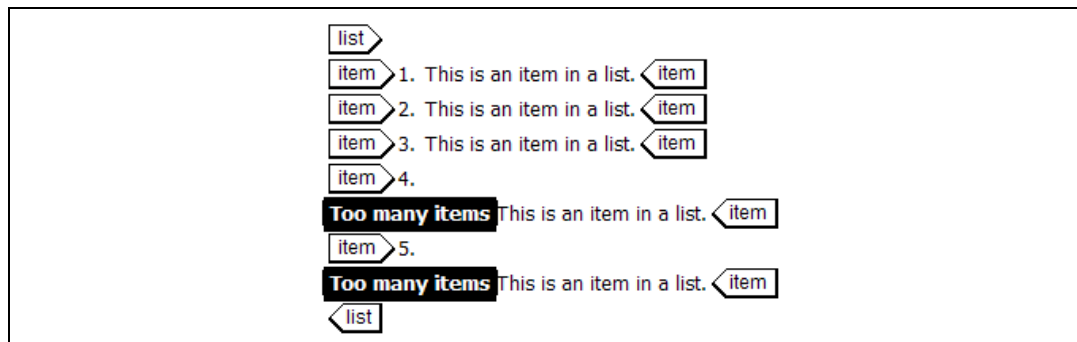 list
item 1. This is an item in a list. item
item 2. This is an item in a list. item
item 3. This is an item in a list. item
item 4.
Too many items This is an item in a list. item
item 5.
Too many items This is an item in a list. item
list